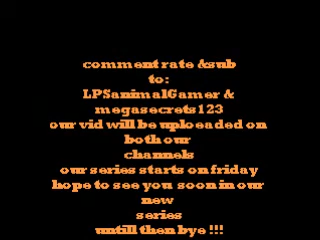 comment rate &sub
to:
LPSanimalGamer &
megasecrets123
our vid will be uploeaded on
both our
channels
our series starts on friday
hope to see you soon in our
new
series
untill then bye !!!